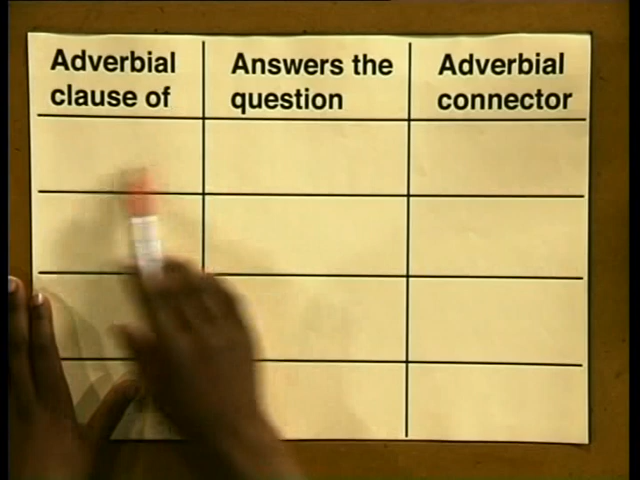 Adverbial
clause of
Answers the
question
Adverbial
connector